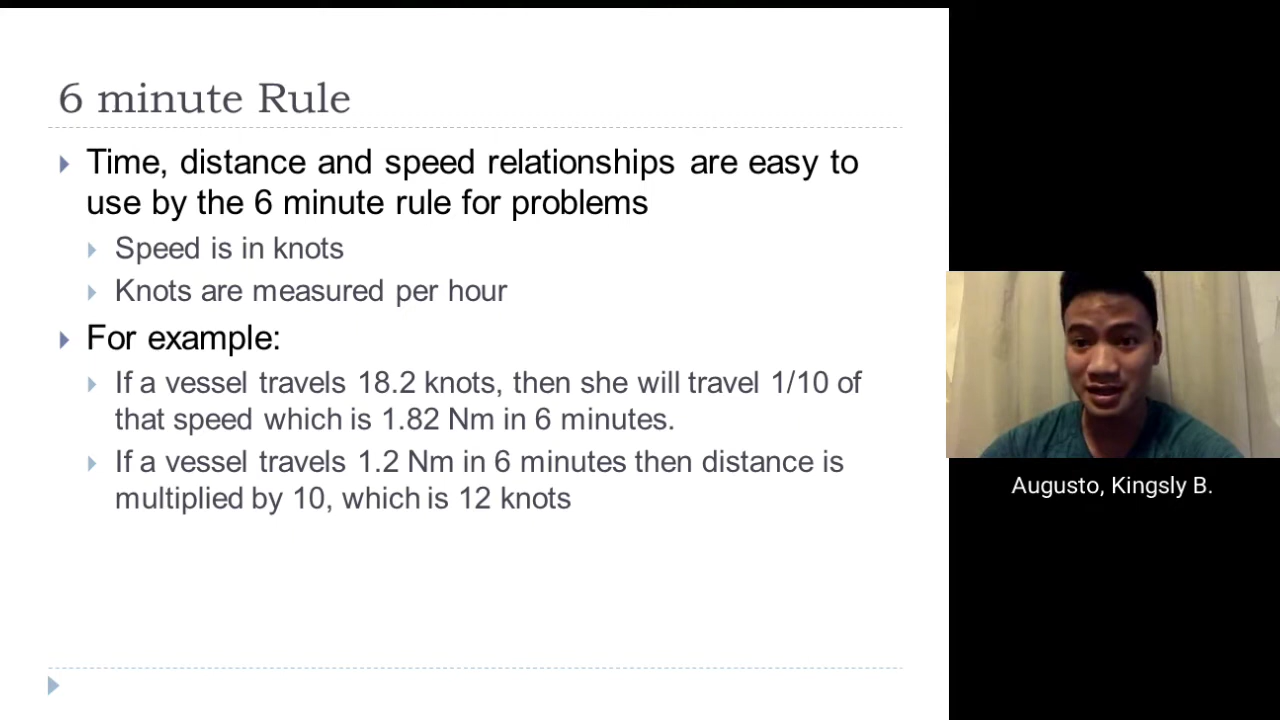 6 minute Rule
Time, distance and speed relationships are easy to
use by the 6 minute rule for problems
Speed is in knots
Knots are measured per hour
For example:
If a vessel travels 18.2 knots, then she will travel 1/10 of
that speed which is 1.82 Nm in 6 minutes.
If a vessel travels 1.2 Nm in 6 minutes then distance is
multiplied by 10, which is 12 knots
Augusto, Kingsly B.